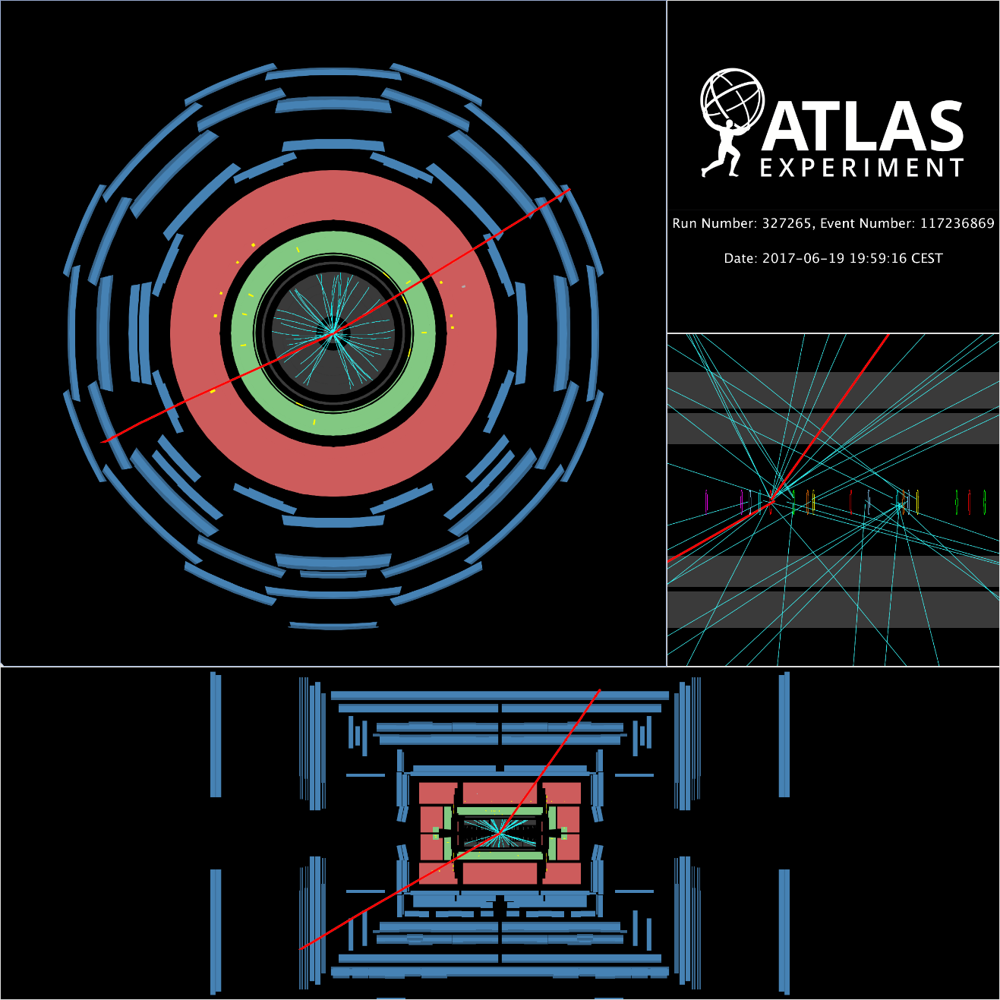 ATLAS
EXPERIMENT
Run Number: 327265, Event Number: 117236869
Date: 2017-06-19 19:59:16 CEST